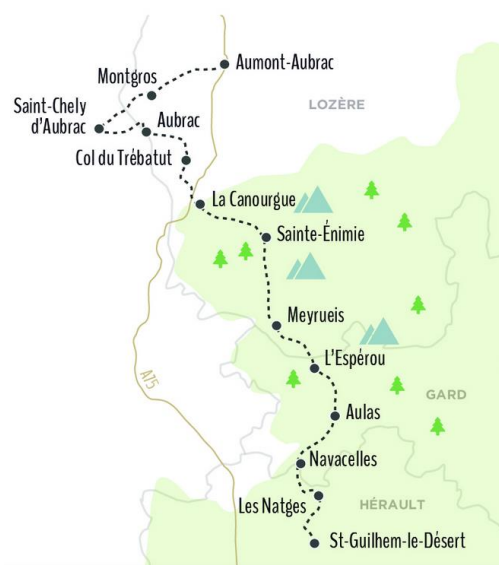 Aumont-Aubrac
Montgros
LOZÈRE
Saint-Chely
d'Aubrac
Aubrac
Col du Trébatut
La Canourgue
Sainte-Énimie
Meyrueis
L'Espérou
A75
GARD
Aulas
Navacelles
Les Natges
HÉRAULT
St-Guilhem-le-Désert